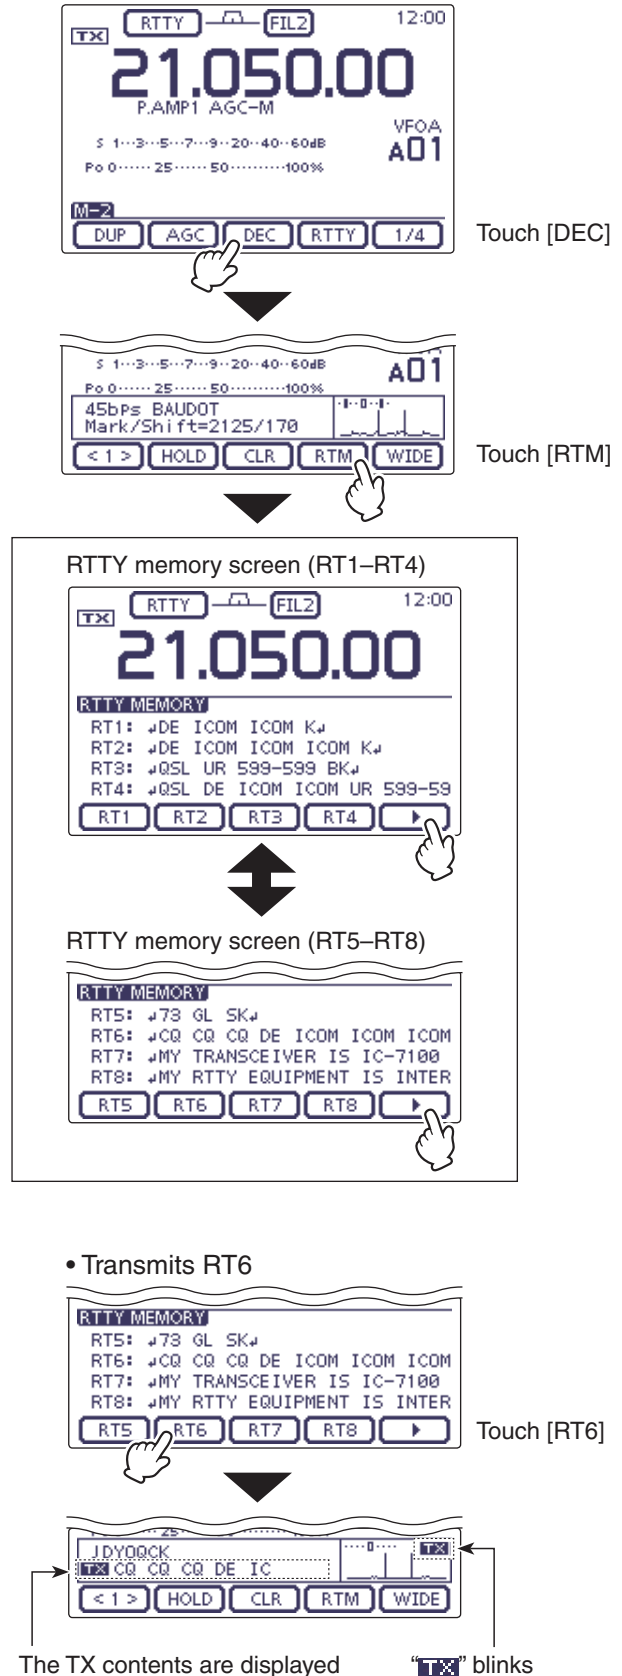 RTTY FIL2 12:00
TX
21.050.00
P.AMP1 AGC-M
VFOA
S 1···3···5···7···9··20··40··60dB
A01
Po 0······ 25 ······ 50 ··········100%
M-2
DUP AGC DEC RTTY 1/4
Touch [DEC]
S 1···3···5···7···9··20··40··60dB
A01
Po 0······ 25 ······ 50 ··········100%
45bps BAUDOT
Mark/Shift=2125/170
< 1 > HOLD CLR RTM WIDE
Touch [RTM]
RTTY memory screen (RT1–RT4)
RTTY FIL2 12:00
TX
21.050.00
RTTY MEMORY
RT1: ↲DE ICOM ICOM K↲
RT2: ↲DE ICOM ICOM ICOM K↲
RT3: ↲QSL UR 599-599 BK↲
RT4: ↲QSL DE ICOM ICOM UR 599-59
RT1 RT2 RT3 RT4 ▶
RTTY memory screen (RT5–RT8)
RTTY MEMORY
RT5: ↲73 GL SK↲
RT6: ↲CQ CQ CQ DE ICOM ICOM ICOM
RT7: ↲MY TRANSCEIVER IS IC-7100
RT8: ↲MY RTTY EQUIPMENT IS INTER
RT5 RT6 RT7 RT8 ▶
• Transmits RT6
RTTY MEMORY
RT5: ↲73 GL SK↲
RT6: ↲CQ CQ CQ DE ICOM ICOM ICOM
RT7: ↲MY TRANSCEIVER IS IC-7100
RT8: ↲MY RTTY EQUIPMENT IS INTER
RT5 RT6 RT7 RT8 ▶
Touch [RT6]
JDYOQCK
TX
TX CQ CQ CQ DE IC
< 1 > HOLD CLR RTM WIDE
The TX contents are displayed
“TX” blinks